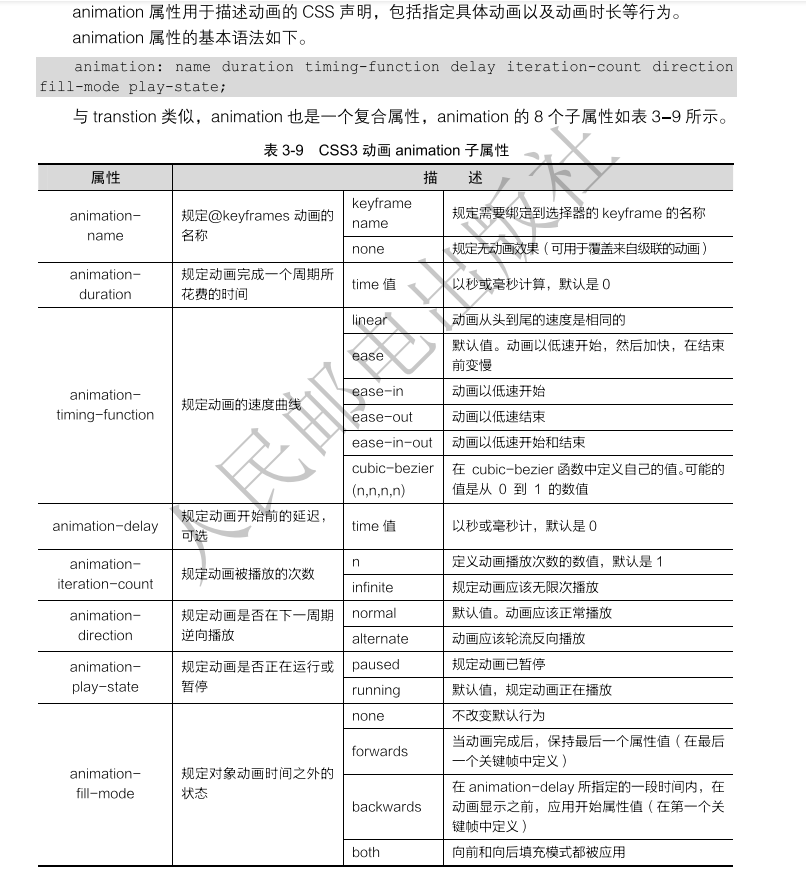 animation 属性用于描述动画的 CSS 声明，包括指定具体动画以及动画时长等行为。
animation 属性的基本语法如下。
animation: name duration timing-function delay iteration-count direction
fill-mode play-state;
与 transtion 类似，animation 也是一个复合属性，animation 的 8 个子属性如表 3-9 所示。
表 3-9 CSS3 动画 animation 子属性
属性
描 述
animation-
name
规定@keyframes 动画的
名称
keyframe
name
规定需要绑定到选择器的 keyframe 的名称
none
规定无动画效果（可用于覆盖来自级联的动画）
animation-
duration
规定动画完成一个周期所
花费的时间
time 值
以秒或毫秒计算，默认是 0
animation-
timing-function
规定动画的速度曲线
linear
动画从头到尾的速度是相同的
ease
默认值。动画以低速开始，然后加快，在结束
前变慢
ease-in
动画以低速开始
ease-out
动画以低速结束
ease-in-out
动画以低速开始和结束
cubic-bezier
(n,n,n,n)
在 cubic-bezier 函数中定义自己的值。可能的
值是从 0 到 1 的数值
animation-delay
规定动画开始前的延迟，
可选
time 值
以秒或毫秒计，默认是 0
animation-
iteration-count
规定动画被播放的次数
n
定义动画播放次数的数值，默认是 1
infinite
规定动画应该无限次播放
animation-
direction
规定动画是否在下一周期
逆向播放
normal
默认值。动画应该正常播放
alternate
动画应该轮流反向播放
animation-
play-state
规定动画是否正在运行或
暂停
paused
规定动画已暂停
running
默认值，规定动画正在播放
animation-
fill-mode
规定对象动画时间之外的
状态
none
不改变默认行为
forwards
当动画完成后，保持最后一个属性值（在最后
一个关键帧中定义）
backwards
在 animation-delay 所指定的一段时间内，在
动画显示之前，应用开始属性值（在第一个关
键帧中定义）
both
向前和向后填充模式都被应用
人民邮电出版社